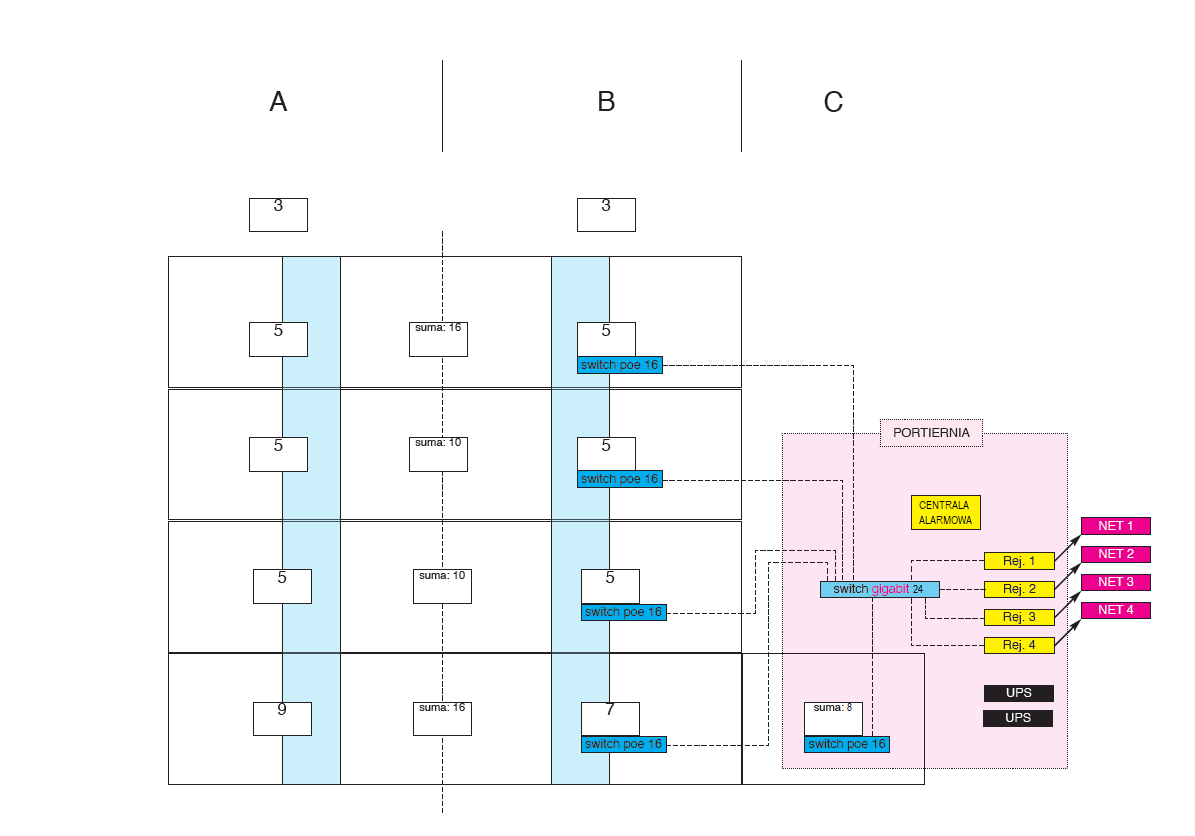 A
B
C
3
3
5
suma: 16
5
switch poe 16
5
suma: 10
5
switch poe 16
PORTIERNIA
CENTRALA
ALARMOWA
NET 1
NET 2
NET 3
NET 4
Rej. 1
Rej. 2
Rej. 3
Rej. 4
switch gigabit 24
5
suma: 10
5
switch poe 16
UPS
UPS
9
suma: 16
7
switch poe 16
suma: 8
switch poe 16